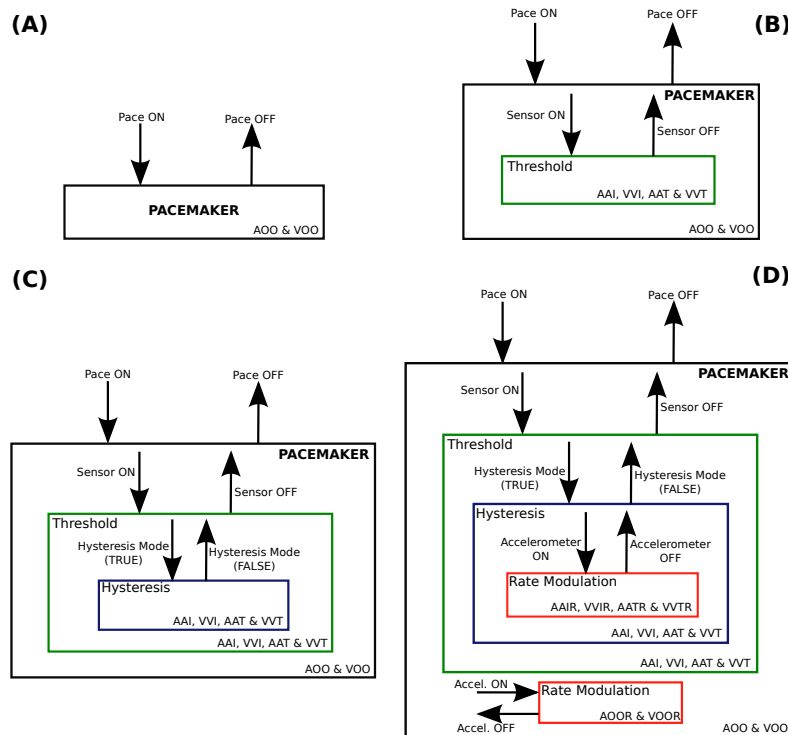 (A)
Pace ON
Pace OFF
PACEMAKER
AOO & VOO
(B)
Pace ON
Pace OFF
PACEMAKER
Sensor ON
Sensor OFF
Threshold
AAI, VVI, AAT & VVT
AOO & VOO
(C)
Pace ON
Pace OFF
PACEMAKER
Sensor ON
Sensor OFF
Threshold
Hysteresis Mode
(TRUE)
Hysteresis Mode
(FALSE)
Hysteresis
AAI, VVI, AAT & VVT
AAI, VVI, AAT & VVT
AOO & VOO
(D)
Pace ON
Pace OFF
PACEMAKER
Sensor ON
Sensor OFF
Threshold
Hysteresis Mode
(TRUE)
Hysteresis Mode
(FALSE)
Hysteresis
Accelerometer
ON
Accelerometer
OFF
Rate Modulation
AAIR, VVIR, AATR & VVTR
AAI, VVI, AAT & VVT
AAI, VVI, AAT & VVT
Accel. ON
Rate Modulation
Accel. OFF
AOOR & VOOR
AOO & VOO